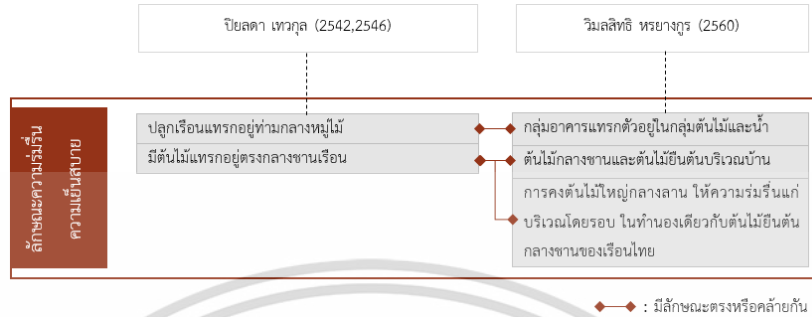 ปิยลดา เทวกุล (2542,2546)
วิมลสิทธิ หรยางกูร (2560)
ลักษณะความร่มรื่น
ความเย็นสบาย
ปลูกเรือนแทรกอยู่ท่ามกลางหมู่ไม้
มีต้นไม้แทรกอยู่ตรงกลางชานเรือน
กลุ่มอาคารแทรกตัวอยู่ในกลุ่มต้นไม้และน้ำ
ต้นไม้กลางชานและต้นไม้ยืนต้นบริเวณบ้าน
การคงต้นไม้ใหญ่กลางลาน ให้ความร่มรื่นแก่
บริเวณโดยรอบ ในทำนองเดียวกับต้นไม้ยืนต้น
กลางชานของเรือนไทย
: มีลักษณะตรงหรือคล้ายกัน